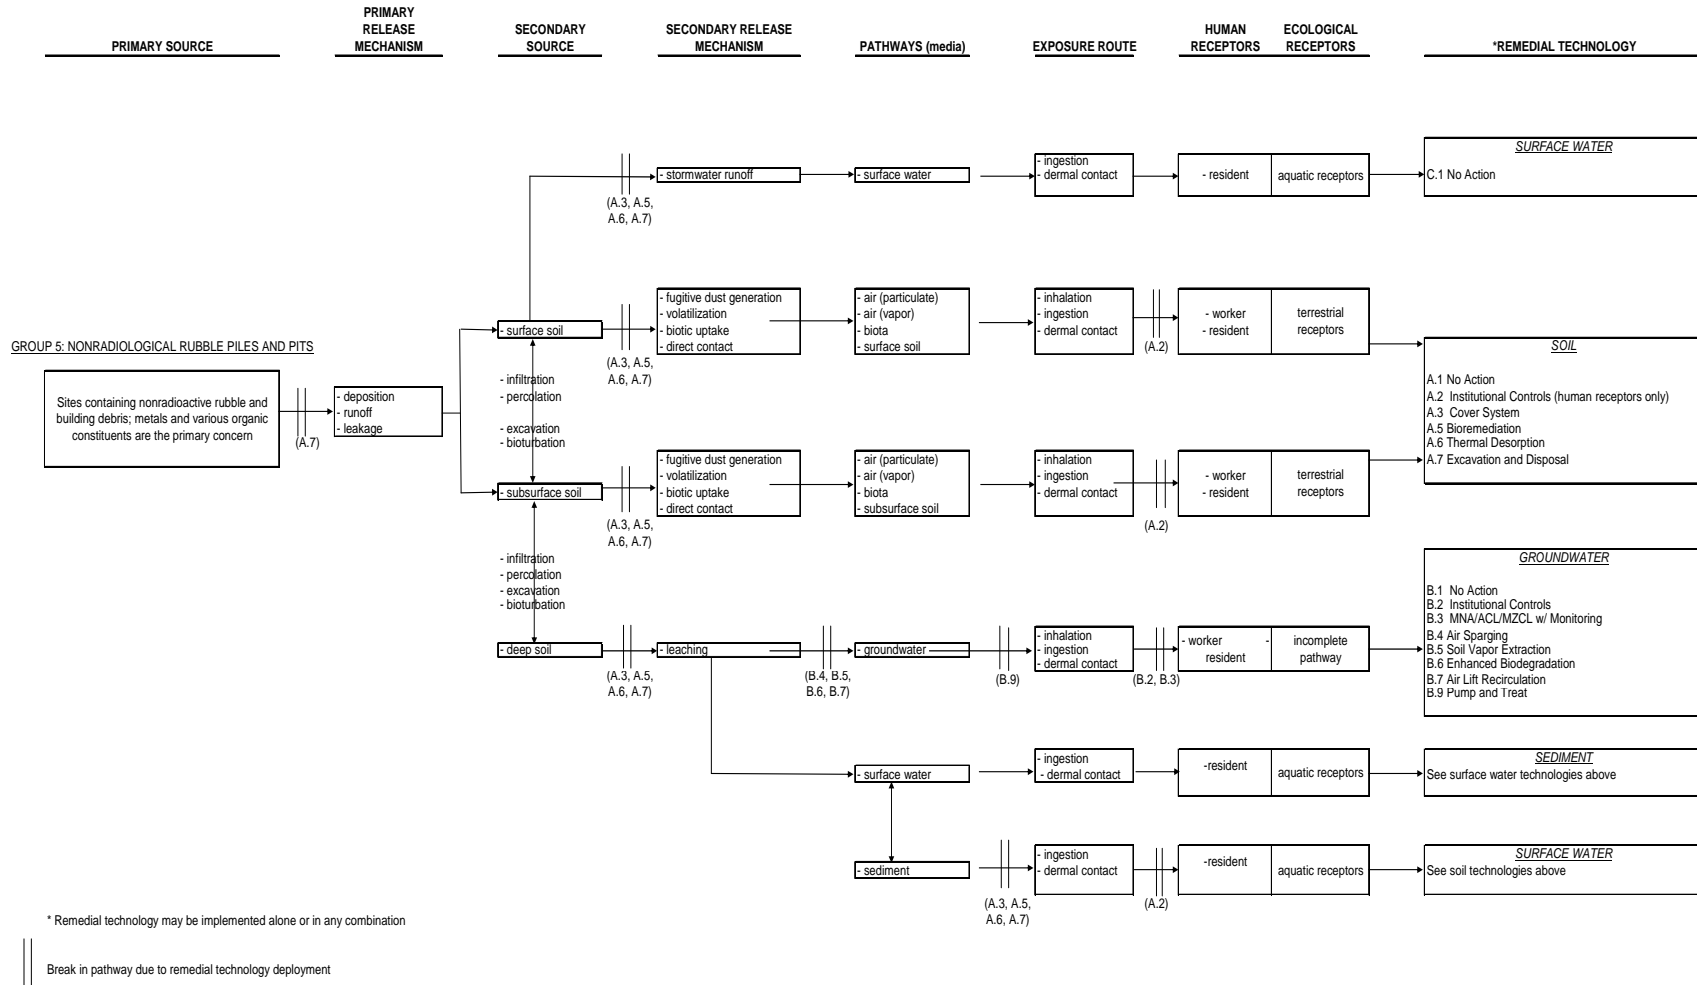 PRIMARY SOURCE
PRIMARY
RELEASE
MECHANISM
SECONDARY
SOURCE
SECONDARY RELEASE
MECHANISM
PATHWAYS (media)
EXPOSURE ROUTE
HUMAN
RECEPTORS
ECOLOGICAL
RECEPTORS
*REMEDIAL TECHNOLOGY
(A.3, A.5,
A.6, A.7)
- stormwater runoff
- surface water
- ingestion
- dermal contact
- resident
aquatic receptors
SURFACE WATER
C.1 No Action
GROUP 5: NONRADIOLOGICAL RUBBLE PILES AND PITS
Sites containing nonradioactive rubble and
building debris; metals and various organic
constituents are the primary concern
(A.7)
- deposition
- runoff
- leakage
- surface soil
(A.3, A.5,
A.6, A.7)
- fugitive dust generation
- volatilization
- biotic uptake
- direct contact
- air (particulate)
- air (vapor)
- biota
- surface soil
- inhalation
- ingestion
- dermal contact
(A.2)
- worker
- resident
terrestrial
receptors
SOIL
A.1 No Action
A.2 Institutional Controls (human receptors only)
A.3 Cover System
A.5 Bioremediation
A.6 Thermal Desorption
A.7 Excavation and Disposal
- infiltration
- percolation
- excavation
- bioturbation
- subsurface soil
(A.3, A.5,
A.6, A.7)
- fugitive dust generation
- volatilization
- biotic uptake
- direct contact
- air (particulate)
- air (vapor)
- biota
- subsurface soil
- inhalation
- ingestion
- dermal contact
(A.2)
- worker
- resident
terrestrial
receptors
- infiltration
- percolation
- excavation
- bioturbation
- deep soil
(A.3, A.5,
A.6, A.7)
- leaching
(B.4, B.5,
B.6, B.7)
- groundwater
(B.9)
- inhalation
- ingestion
- dermal contact
(B.2, B.3)
- worker -
resident
incomplete
pathway
GROUNDWATER
B.1 No Action
B.2 Institutional Controls
B.3 MNA/ACL/MZCL w/ Monitoring
B.4 Air Sparging
B.5 Soil Vapor Extraction
B.6 Enhanced Biodegradation
B.7 Air Lift Recirculation
B.9 Pump and Treat
- surface water
- ingestion
- dermal contact
-resident
aquatic receptors
SEDIMENT
See surface water technologies above
- sediment
(A.3, A.5,
A.6, A.7)
- ingestion
- dermal contact
(A.2)
-resident
aquatic receptors
SURFACE WATER
See soil technologies above
* Remedial technology may be implemented alone or in any combination
Break in pathway due to remedial technology deployment